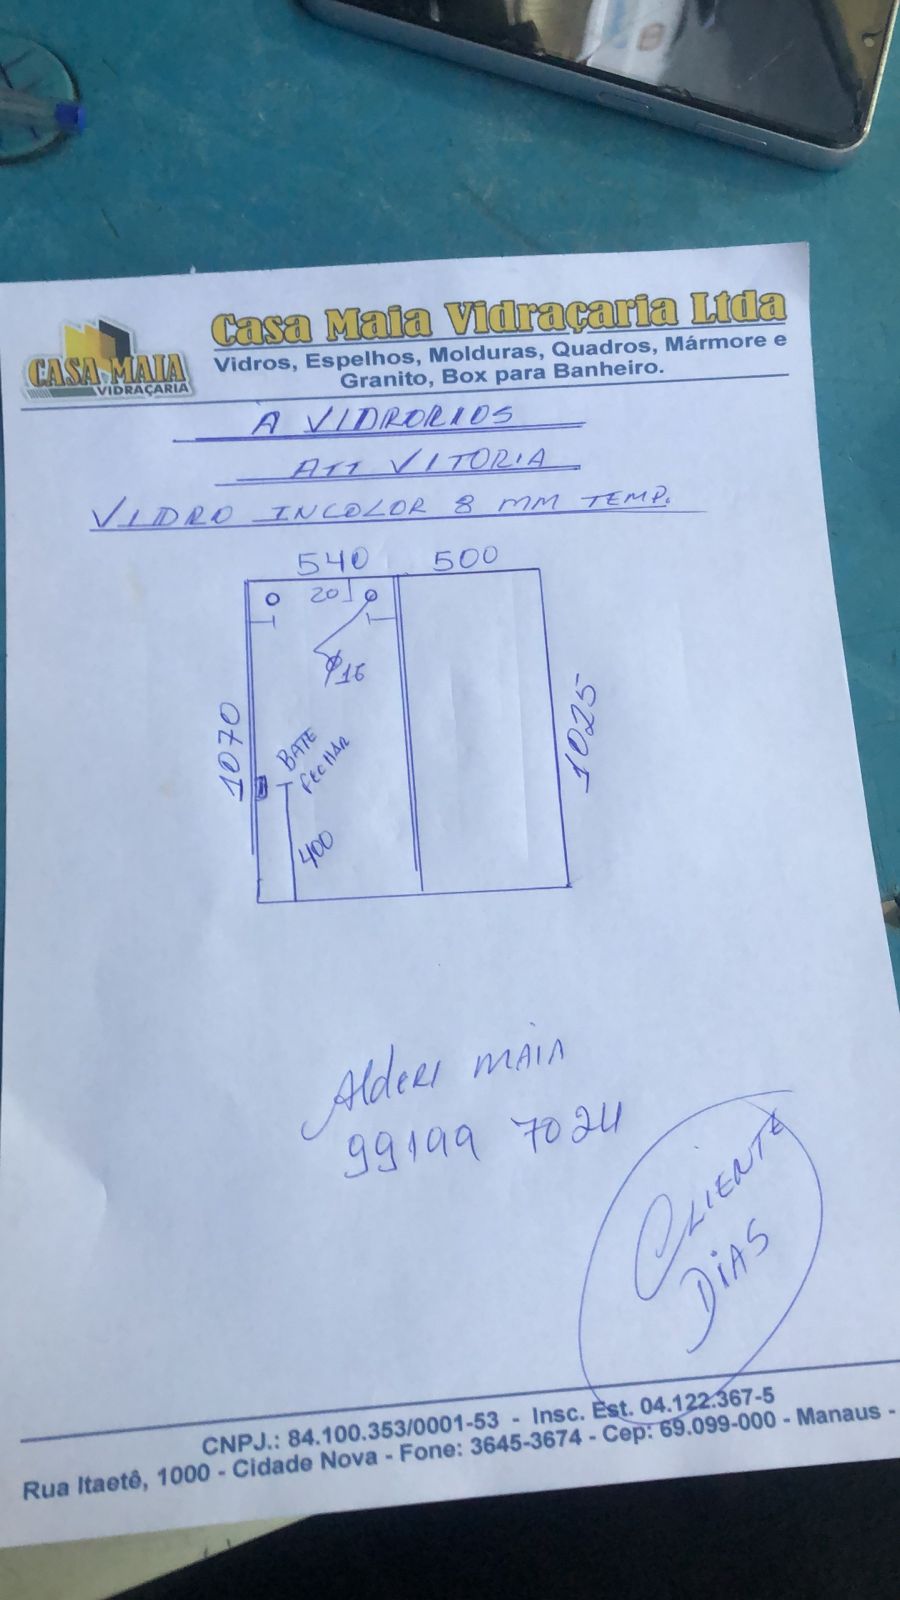 CASA MAIA
VIDRAÇARIA
Casa Maia Vidraçaria Ltda
Vidros, Espelhos, Molduras, Quadros, Mármore e
Granito, Box para Banheiro.
A VIDRORIOS
ATT VITORIA
VIDRO INCOLOR 8 MM TEMP.
540 500
20
ø16
1070
BATE
FECHAR
400
1025
Alderi MAIA
99199 7024
CLIENTE
DIAS
CNPJ.: 84.100.353/0001-53 - Insc. Est. 04.122.367-5
Rua Itaetê, 1000 - Cidade Nova - Fone: 3645-3674 - Cep: 69.099-000 - Manaus -